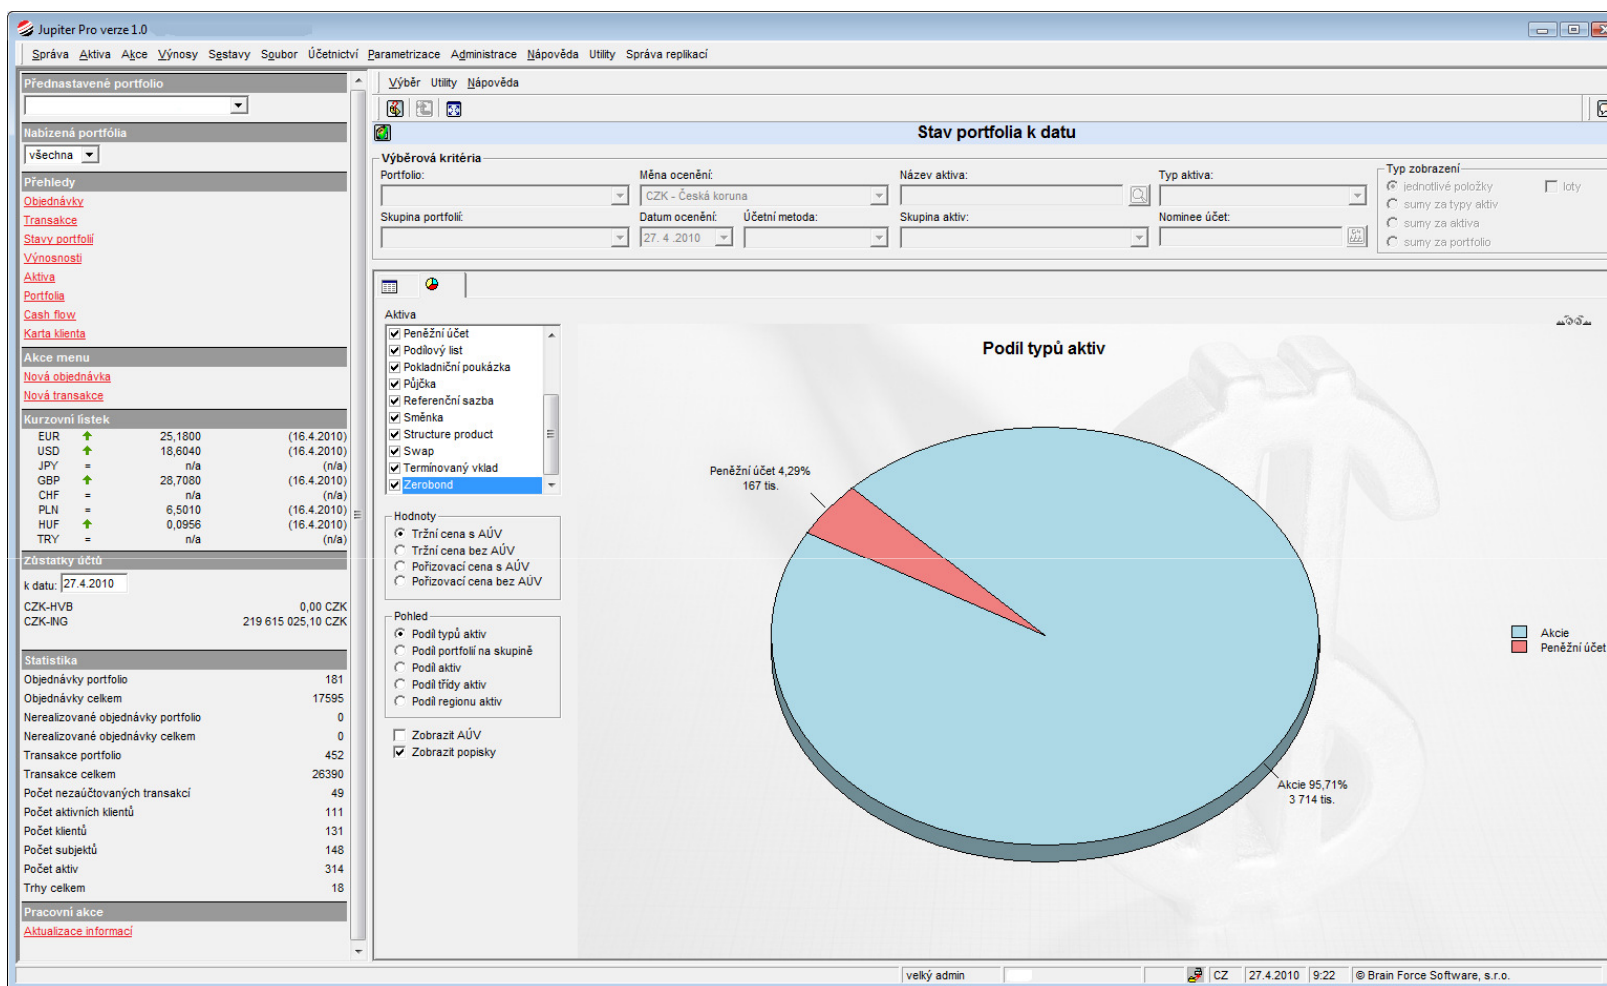 Jupiter Pro verze 1.0
Správa Aktiva Akce Výnosy Sestavy Soubor Účetnictví Parametrizace Administrace Nápověda Utility Správa replikací
Přednastavené portfolio
Nabízená portfólia
všechna
Přehledy
Objednávky
Transakce
Stavy portfolií
Výnosnosti
Aktiva
Portfolia
Cash flow
Karta klienta
Akce menu
Nová objednávka
Nová transakce
Kurzovní lístek
EUR 25,1800 (16.4.2010)
USD 18,6040 (16.4.2010)
JPY = n/a (n/a)
GBP 28,7080 (16.4.2010)
CHF = n/a (n/a)
PLN = 6,5010 (16.4.2010)
HUF 0,0956 (16.4.2010)
TRY = n/a (n/a)
Zůstatky účtů
k datu: 27.4.2010
CZK-HVB 0,00 CZK
CZK-ING 219 615 025,10 CZK
Statistika
Objednávky portfolio 181
Objednávky celkem 17595
Nerealizované objednávky portfolio 0
Nerealizované objednávky celkem 0
Transakce portfolio 452
Transakce celkem 26390
Počet nezaúčtovaných transakcí 49
Počet aktivních klientů 111
Počet klientů 131
Počet subjektů 148
Počet aktiv 314
Trhy celkem 18
Pracovní akce
Aktualizace informací
Výběr Utility Nápověda
Stav portfolia k datu
Výběrová kritéria
Portfolio: Měna ocenění: Název aktiva: Typ aktiva:
CZK - Česká koruna
Skupina portfolií: Datum ocenění: Účetní metoda: Skupina aktiv: Nominee účet:
27. 4 .2010
Typ zobrazení
jednotlivé položky loty
sumy za typy aktiv
sumy za aktiva
sumy za portfolio
Aktiva
Peněžní účet
Podílový list
Pokladniční poukázka
Půjčka
Referenční sazba
Směnka
Structure product
Swap
Termínovaný vklad
Zerobond
Hodnoty
Tržní cena s AÚV
Tržní cena bez AÚV
Pořizovací cena s AÚV
Pořizovací cena bez AÚV
Pohled
Podíl typů aktiv
Podíl portfolií na skupině
Podíl aktiv
Podíl třídy aktiv
Podíl regionu aktiv
Zobrazit AÚV
Zobrazit popisky
Podíl typů aktiv
Peněžní účet 4,29%
167 tis.
Akcie 95,71%
3 714 tis.
Akcie
Peněžní účet
velký admin CZ 27.4.2010 9:22 © Brain Force Software, s.r.o.